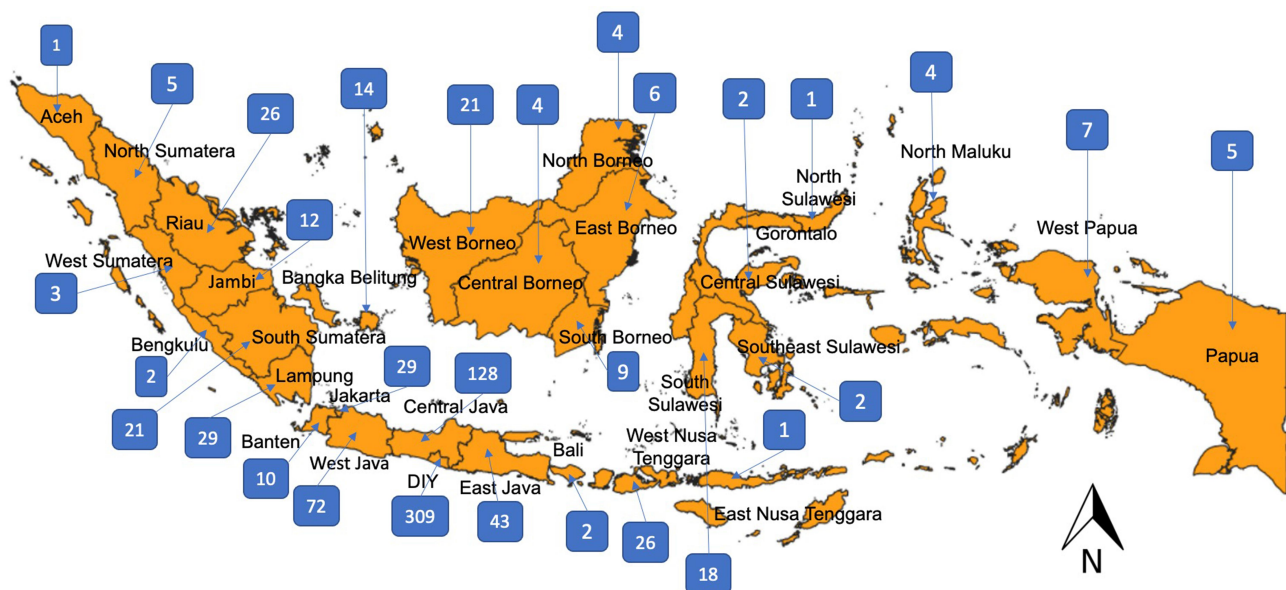 4
1
4
5
14
21
4
6
2
1
7
5
26
Aceh
North Sumatera
North Borneo
North Maluku
North
Sulawesi
12
Riau
West Borneo
East Borneo
Gorontalo
West Papua
West Sumatera
3
Jambi
Bangka Belitung
Central Borneo
Central Sulawesi
Bengkulu
South Sumatera
South Borneo
Southeast Sulawesi
Papua
2
Lampung
29
128
9
21
29
Jakarta
Central Java
South
Sulawesi
2
Banten
West Java
Bali
West Nusa
Tenggara
1
10
72
DIY
East Java
309
43
2
26
East Nusa Tenggara
18
N